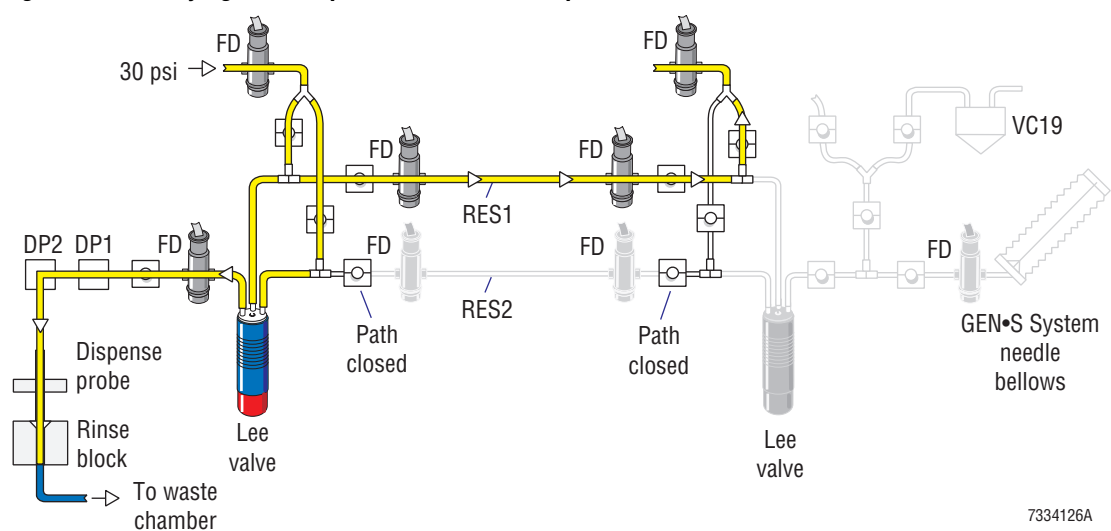 FD
FD
30 psi
VC19
FD
FD
RES1
DP2
DP1
FD
FD
FD
FD
RES2
Path
closed
Path
closed
GEN•S System
needle
bellows
Dispense
probe
Rinse
block
Lee
valve
Lee
valve
To waste
chamber
7334126A